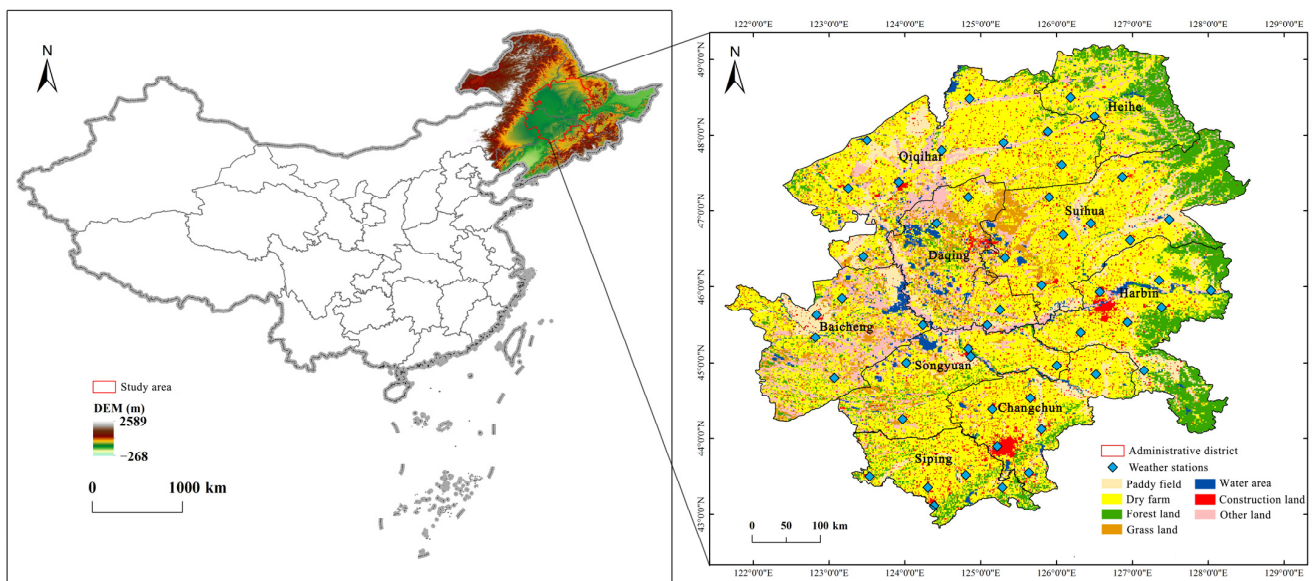 N
Study area
DEM (m)
2589
−268
0 1000 km
122°0'0"E 123°0'0"E 124°0'0"E 125°0'0"E 126°0'0"E 127°0'0"E 128°0'0"E 129°0'0"E
N
49°0'0"N
48°0'0"N
47°0'0"N
46°0'0"N
45°0'0"N
44°0'0"N
43°0'0"N
Heihe
Qiqihar
Suihua
Daqing
Harbin
Baicheng
Songyuan
Changchun
Siping
Administrative district
Weather stations
Paddy field Water area
Dry farm Construction land
Forest land Other land
Grass land
0 50 100 km
122°0'0"E 123°0'0"E 124°0'0"E 125°0'0"E 126°0'0"E 127°0'0"E 128°0'0"E 129°0'0"E